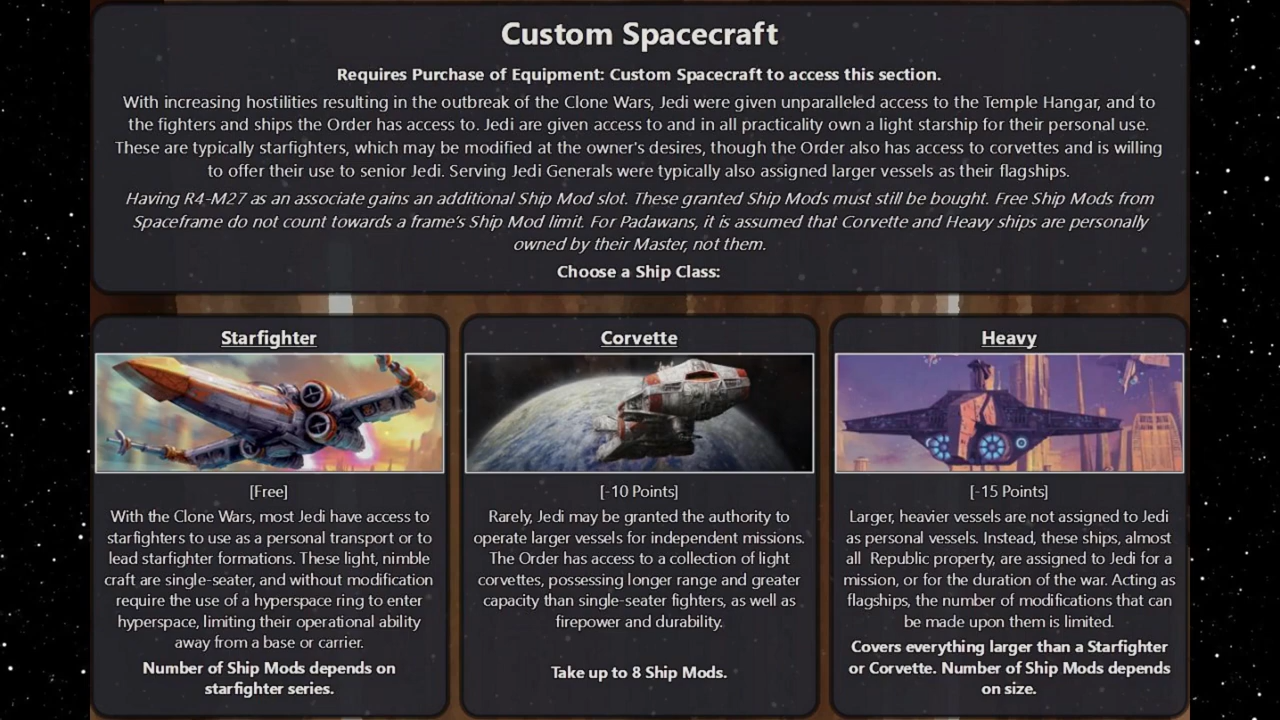 Custom Spacecraft
Requires Purchase of Equipment: Custom Spacecraft to access this section.
With increasing hostilities resulting in the outbreak of the Clone Wars, Jedi were given unparalleled access to the Temple Hangar, and to
the fighters and ships the Order has access to. Jedi are given access to and in all practicality own a light starship for their personal use.
These are typically starfighters, which may be modified at the owner's desires, though the Order also has access to corvettes and is willing
to offer their use to senior Jedi. Serving Jedi Generals were typically also assigned larger vessels as their flagships.
Having R4-M27 as an associate gains an additional Ship Mod slot. These granted Ship Mods must still be bought. Free Ship Mods from
Spaceframe do not count towards a frame's Ship Mod limit. For Padawans, it is assumed that Corvette and Heavy ships are personally
owned by their Master, not them.
Choose a Ship Class:
Starfighter
[Free]
With the Clone Wars, most Jedi have access to
starfighters to use as a personal transport or to
lead starfighter formations. These light, nimble
craft are single-seater, and without modification
require the use of a hyperspace ring to enter
hyperspace, limiting their operational ability
away from a base or carrier.
Number of Ship Mods depends on
starfighter series.
Corvette
[-10 Points]
Rarely, Jedi may be granted the authority to
operate larger vessels for independent missions.
The Order has access to a collection of light
corvettes, possessing longer range and greater
capacity than single-seater fighters, as well as
firepower and durability.
Take up to 8 Ship Mods.
Heavy
[-15 Points]
Larger, heavier vessels are not assigned to Jedi
as personal vessels. Instead, these ships, almost
all Republic property, are assigned to Jedi for a
mission, or for the duration of the war. Acting as
flagships, the number of modifications that can
be made upon them is limited.
Covers everything larger than a Starfighter
or Corvette. Number of Ship Mods depends
on size.